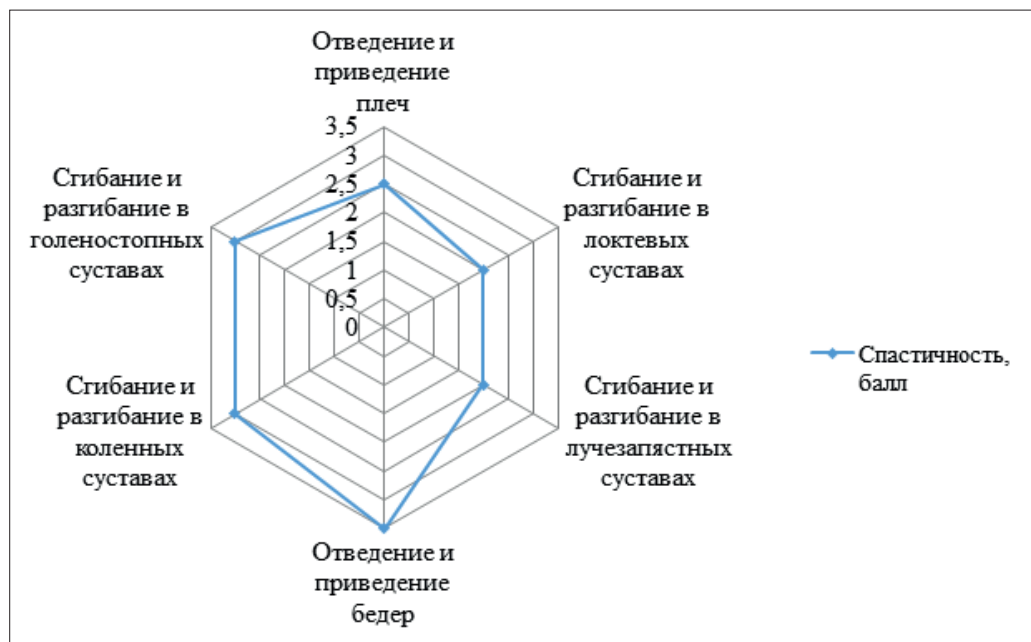 Отведение и
приведение
плеч
3,5
3
2,5
2
1,5
1
0,5
0
Сгибание и
разгибание в
локтевых
суставах
Сгибание и
разгибание в
лучезапястных
суставах
Отведение и
приведение
бедер
Сгибание и
разгибание в
коленных
суставах
Сгибание и
разгибание в
голеностопных
суставах
Спастичность,
балл